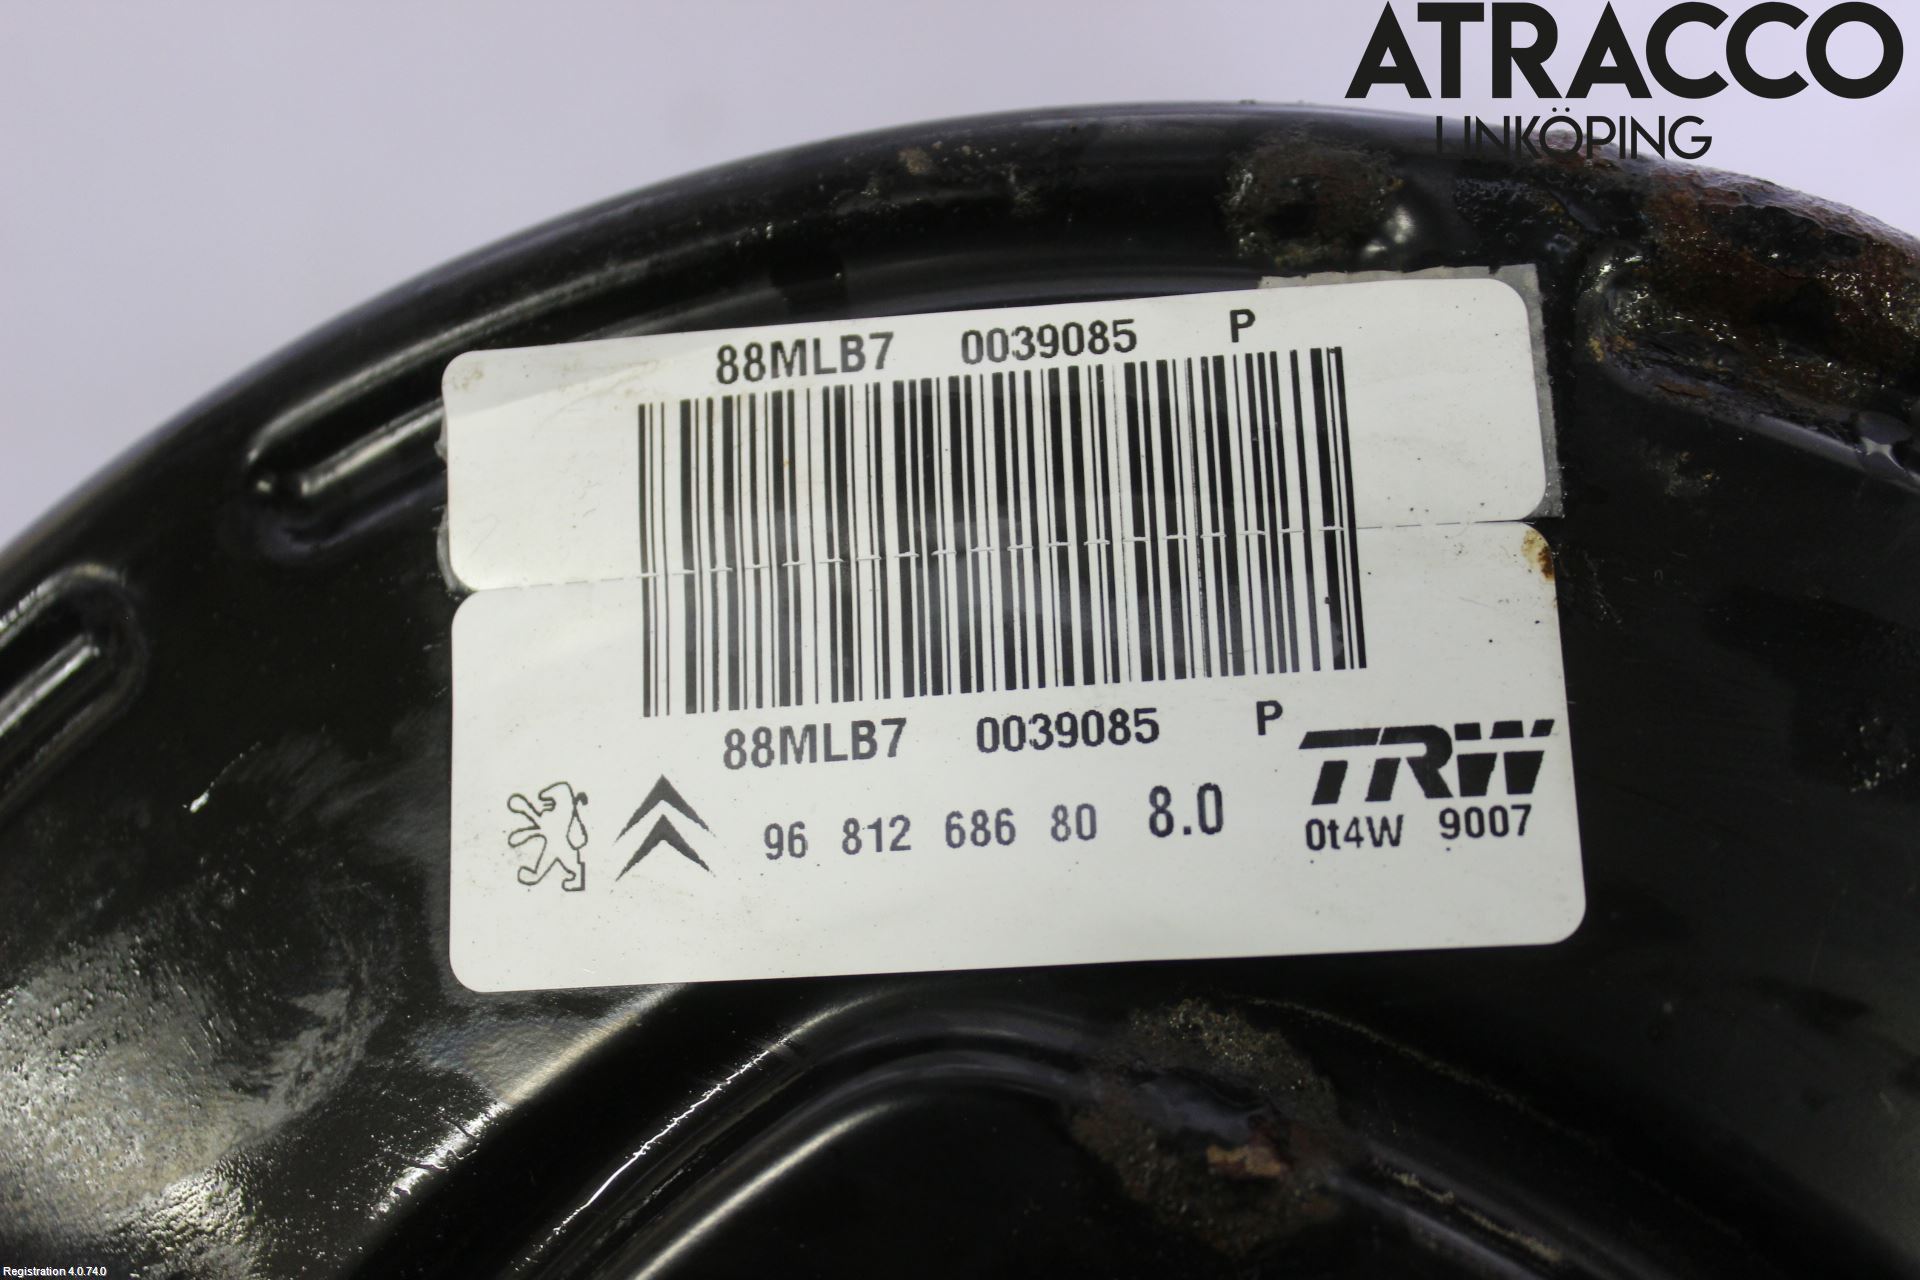 ATRACCO
LINKÖPING
88MLB7 0039085 P
88MLB7 0039085 P
TRW
96 812 686 80 8.0
0t4W 9007
Registration 4.0.74.0